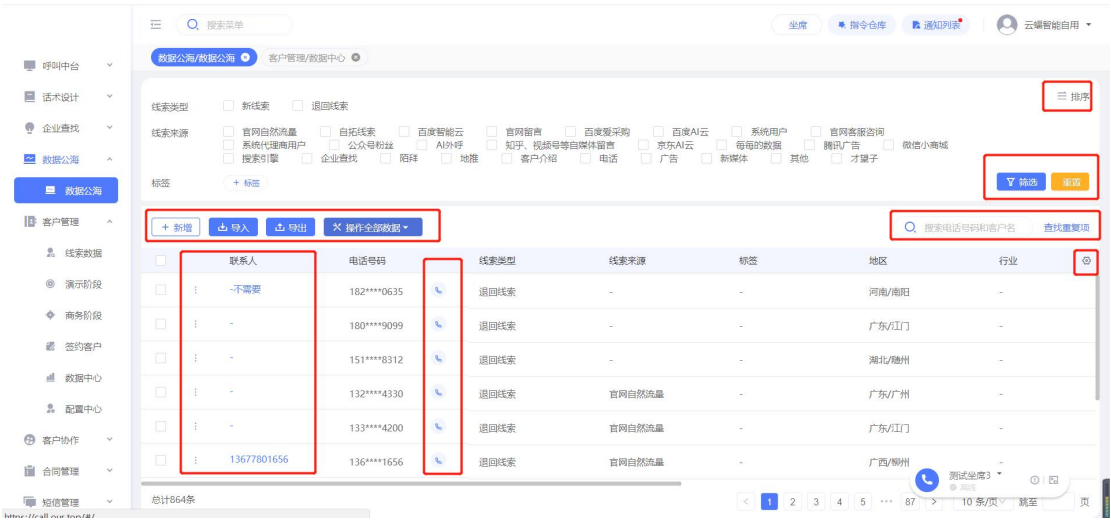 搜索菜单
坐席 指令仓库 通知列表 云蝠智能自用
数据公海/数据公海 客户管理/数据中心
呼叫中台
话术设计
企业查找
数据公海
数据公海
客户管理
线索数据
演示阶段
商务阶段
签约客户
数据中心
配置中心
客户协作
合同管理
短信管理
https://call.our.top/#/
排序
线索类型 新线索 退回线索
线索来源 官网自然流量 自拓线索 百度智能云 官网留言 百度爱采购 百度AI云 系统用户 官网客服咨询
系统代理商用户 公众号粉丝 AI外呼 知乎、视频号等自媒体留言 京东AI云 每每的数据 腾讯广告 微信小商城
搜索引擎 企业查找 陌拜 地推 客户介绍 电话 广告 新媒体 其他 才望子
标签 + 标签
筛选 重置
+ 新增 导入 导出 操作全部数据
搜索电话号码和客户名 查找重复项
联系人 电话号码 线索类型 线索来源 标签 地区 行业
-不需要 182****0635 退回线索 - - 河南/南阳 -
- 180****9099 退回线索 - - 广东/江门 -
- 151****8312 退回线索 - - 湖北/随州 -
- 132****4330 退回线索 官网自然流量 - 广东/广州 -
- 133****4200 退回线索 官网自然流量 - 广东/江门 -
13677801656 136****1656 退回线索 官网自然流量 - 广西/柳州
测试坐席3
离线
总计864条 < 1 2 3 4 5 ··· 87 > 10 条/页 跳至 页